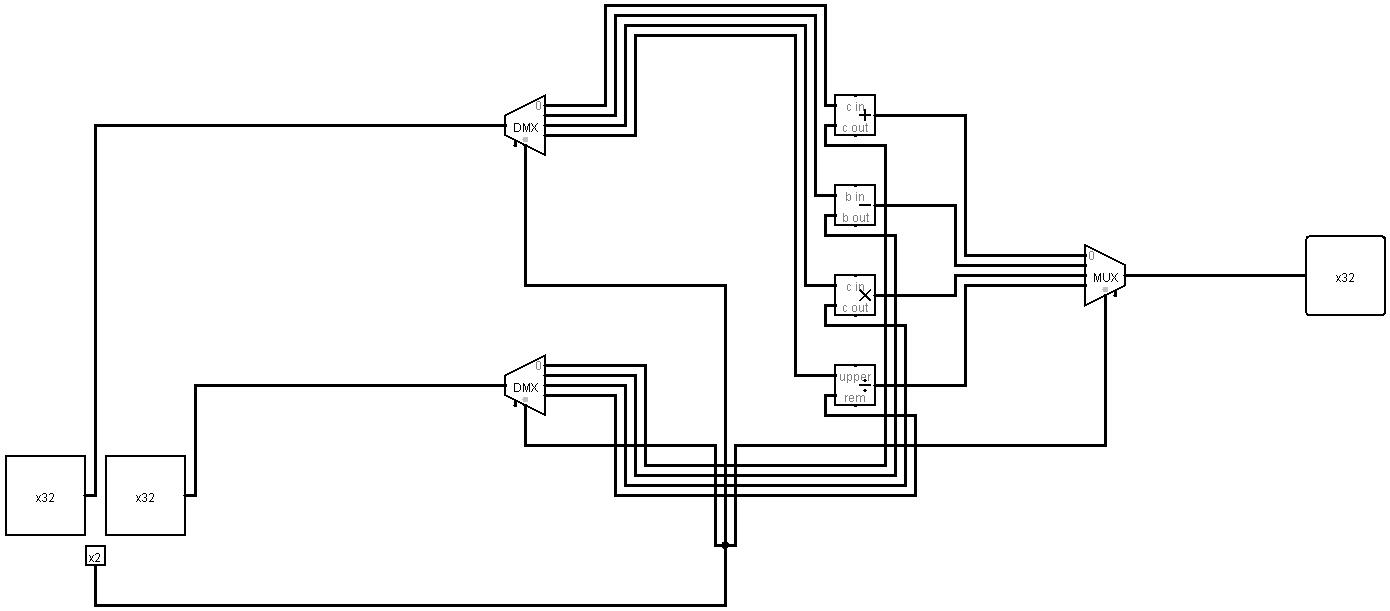 0
DMX
c in
+
c out
b in
−
b out
0
MUX
x32
c in
×
c out
0
DMX
upper
÷
rem
x32
x32
x2